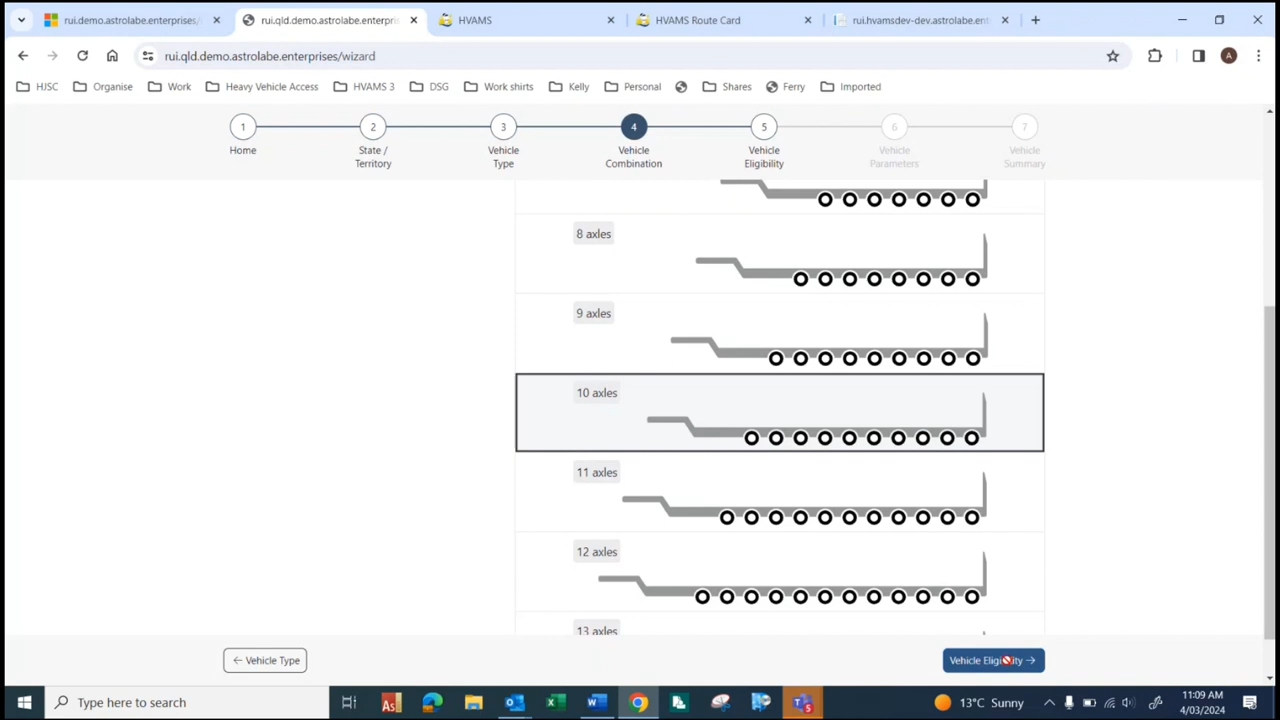 rui.demo.astrolabe.enterprises/
rui.qld.demo.astrolabe.enterpri
HVAMS
HVAMS Route Card
rui.hvamsdev-dev.astrolabe.ent
rui.qld.demo.astrolabe.enterprises/wizard
A
HJSC
Organise
Work
Heavy Vehicle Access
HVAMS 3
DSG
Work shirts
Kelly
Personal
Shares
Ferry
Imported
1
2
3
4
5
6
7
Home
State /
Territory
Vehicle
Type
Vehicle
Combination
Vehicle
Eligibility
Vehicle
Parameters
Vehicle
Summary
8 axles
9 axles
10 axles
11 axles
12 axles
13 axles
← Vehicle Type
Vehicle Eligibility →
Type here to search
13°C Sunny
11:09 AM
4/03/2024